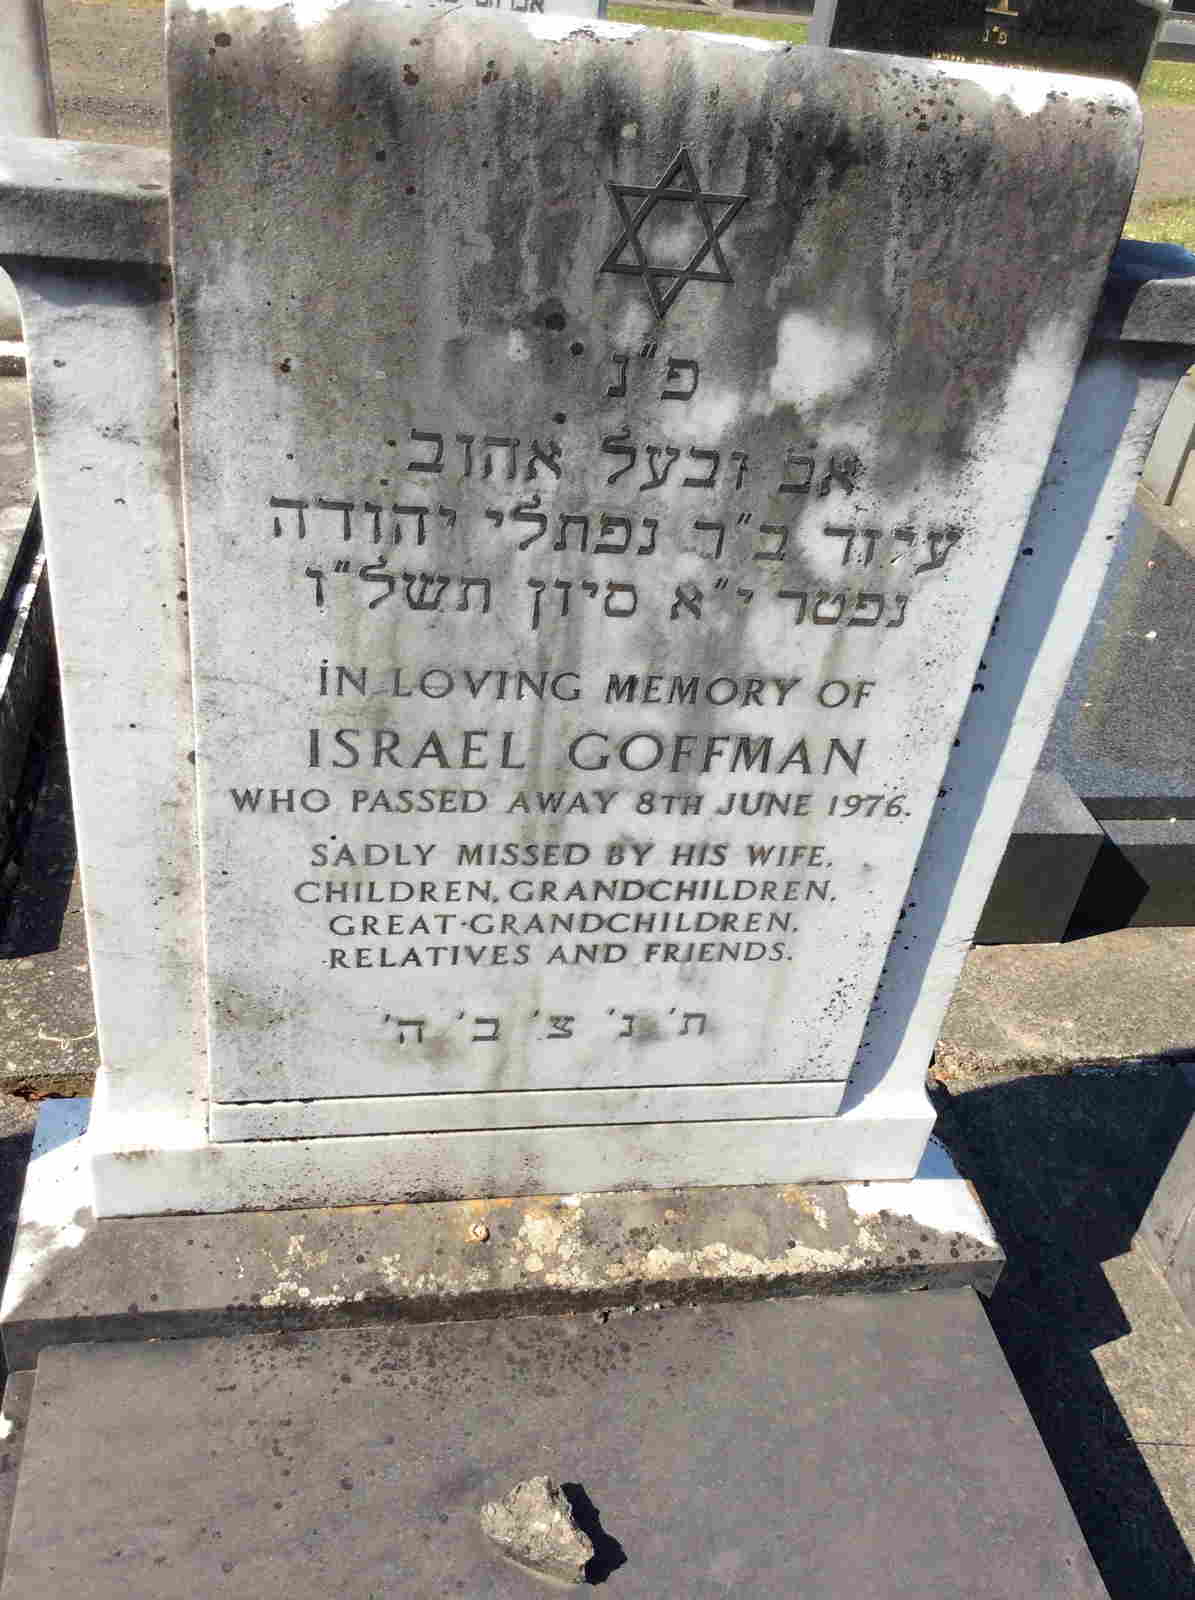 פ"נ
פ"נ
אב ובעל אהוב
ב"ר נפתלי יהודה
נפטר י"א סיון תשל"ו
IN LOVING MEMORY OF
ISRAEL GOFFMAN
WHO PASSED AWAY 8TH JUNE 1976.
SADLY MISSED BY HIS WIFE,
CHILDREN, GRANDCHILDREN,
GREAT-GRANDCHILDREN,
RELATIVES AND FRIENDS.
ת' נ' צ' ב' ה'